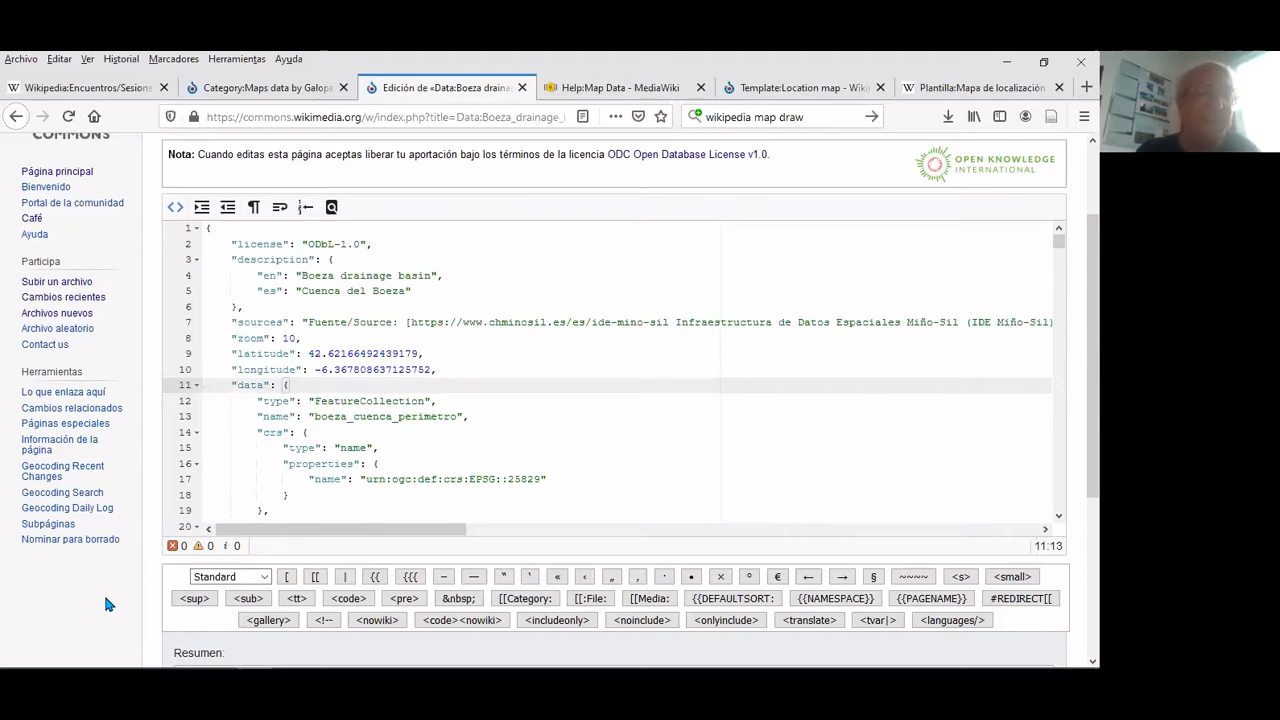 Archivo Editar Ver Historial Marcadores Herramientas Ayuda
Wikipedia:Encuentros/Sesione
Category:Maps data by Galopa
Edición de «Data:Boeza draina
Help:Map Data - MediaWiki
Template:Location map - Wiki
Plantilla:Mapa de localización
https://commons.wikimedia.org/w/index.php?title=Data:Boeza_drainage_
wikipedia map draw
COMMONS
Página principal
Bienvenido
Portal de la comunidad
Café
Ayuda
Participa
Subir un archivo
Cambios recientes
Archivos nuevos
Archivo aleatorio
Contact us
Herramientas
Lo que enlaza aquí
Cambios relacionados
Páginas especiales
Información de la
página
Geocoding Recent
Changes
Geocoding Search
Geocoding Daily Log
Subpáginas
Nominar para borrado
Nota: Cuando editas esta página aceptas liberar tu aportación bajo los términos de la licencia ODC Open Database License v1.0.
OPEN KNOWLEDGE
INTERNATIONAL
1 {
2 "license": "ODbL-1.0",
3 "description": {
4 "en": "Boeza drainage basin",
5 "es": "Cuenca del Boeza"
6 },
7 "sources": "Fuente/Source: [https://www.chminosil.es/es/ide-mino-sil Infraestructura de Datos Espaciales Miño-Sil (IDE Miño-Sil)
8 "zoom": 10,
9 "latitude": 42.62166492439179,
10 "longitude": -6.367808637125752,
11 "data": {
12 "type": "FeatureCollection",
13 "name": "boeza_cuenca_perimetro",
14 "crs": {
15 "type": "name",
16 "properties": {
17 "name": "urn:ogc:def:crs:EPSG::25829"
18 }
19 },
20
0 0 i 0 11:13
Standard [ [[ | {{ {{{ – — “ ‘ « ‹ „ ‚ · • × ° € ← → § ~~~~ <s> <small>
<sup> <sub> <tt> <code> <pre> &nbsp; [[Category: [[:File: [[Media: {{DEFAULTSORT: {{NAMESPACE}} {{PAGENAME}} #REDIRECT[[
<gallery> <!-- <nowiki> <code><nowiki> <includeonly> <noinclude> <onlyinclude> <translate> <tvar|> <languages/>
Resumen: